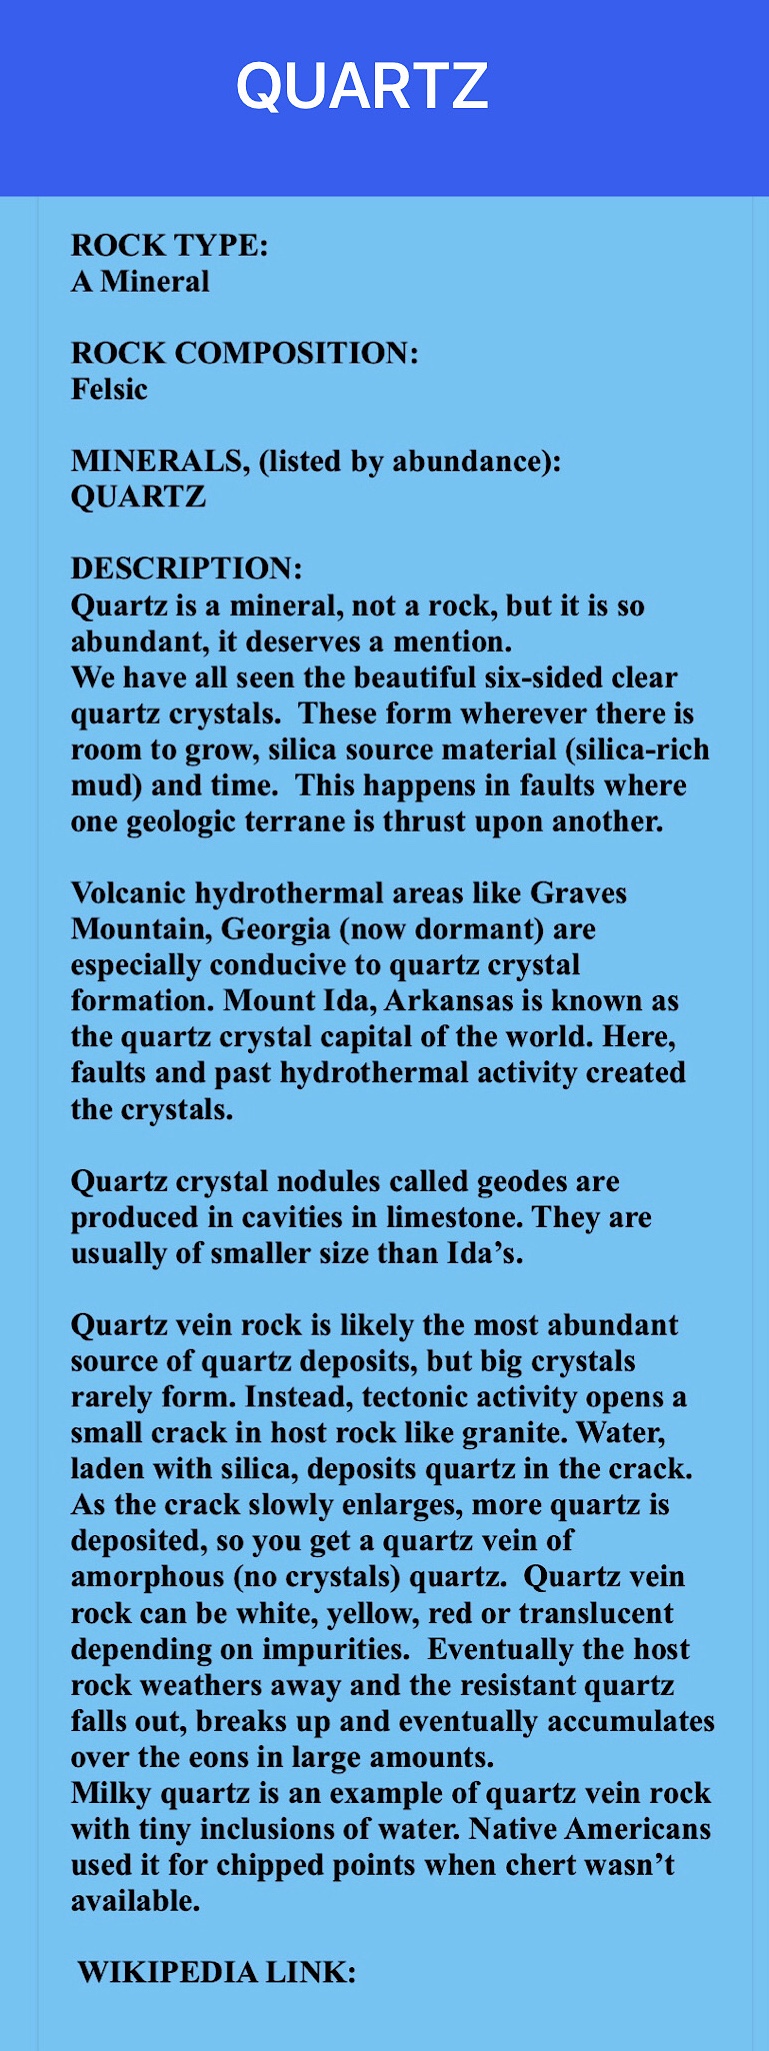 QUARTZ
ROCK TYPE:
A Mineral
ROCK COMPOSITION:
Felsic
MINERALS, (listed by abundance):
QUARTZ
DESCRIPTION:
Quartz is a mineral, not a rock, but it is so
abundant, it deserves a mention.
We have all seen the beautiful six-sided clear
quartz crystals.  These form wherever there is
room to grow, silica source material (silica-rich
mud) and time.  This happens in faults where
one geologic terrane is thrust upon another.
Volcanic hydrothermal areas like Graves
Mountain, Georgia (now dormant) are
especially conducive to quartz crystal
formation. Mount Ida, Arkansas is known as
the quartz crystal capital of the world. Here,
faults and past hydrothermal activity created
the crystals.
Quartz crystal nodules called geodes are
produced in cavities in limestone. They are
usually of smaller size than Ida’s.
Quartz vein rock is likely the most abundant
source of quartz deposits, but big crystals
rarely form. Instead, tectonic activity opens a
small crack in host rock like granite. Water,
laden with silica, deposits quartz in the crack.
As the crack slowly enlarges, more quartz is
deposited, so you get a quartz vein of
amorphous (no crystals) quartz.  Quartz vein
rock can be white, yellow, red or translucent
depending on impurities.  Eventually the host
rock weathers away and the resistant quartz
falls out, breaks up and eventually accumulates
over the eons in large amounts.
Milky quartz is an example of quartz vein rock
with tiny inclusions of water. Native Americans
used it for chipped points when chert wasn’t
available.
WIKIPEDIA LINK: